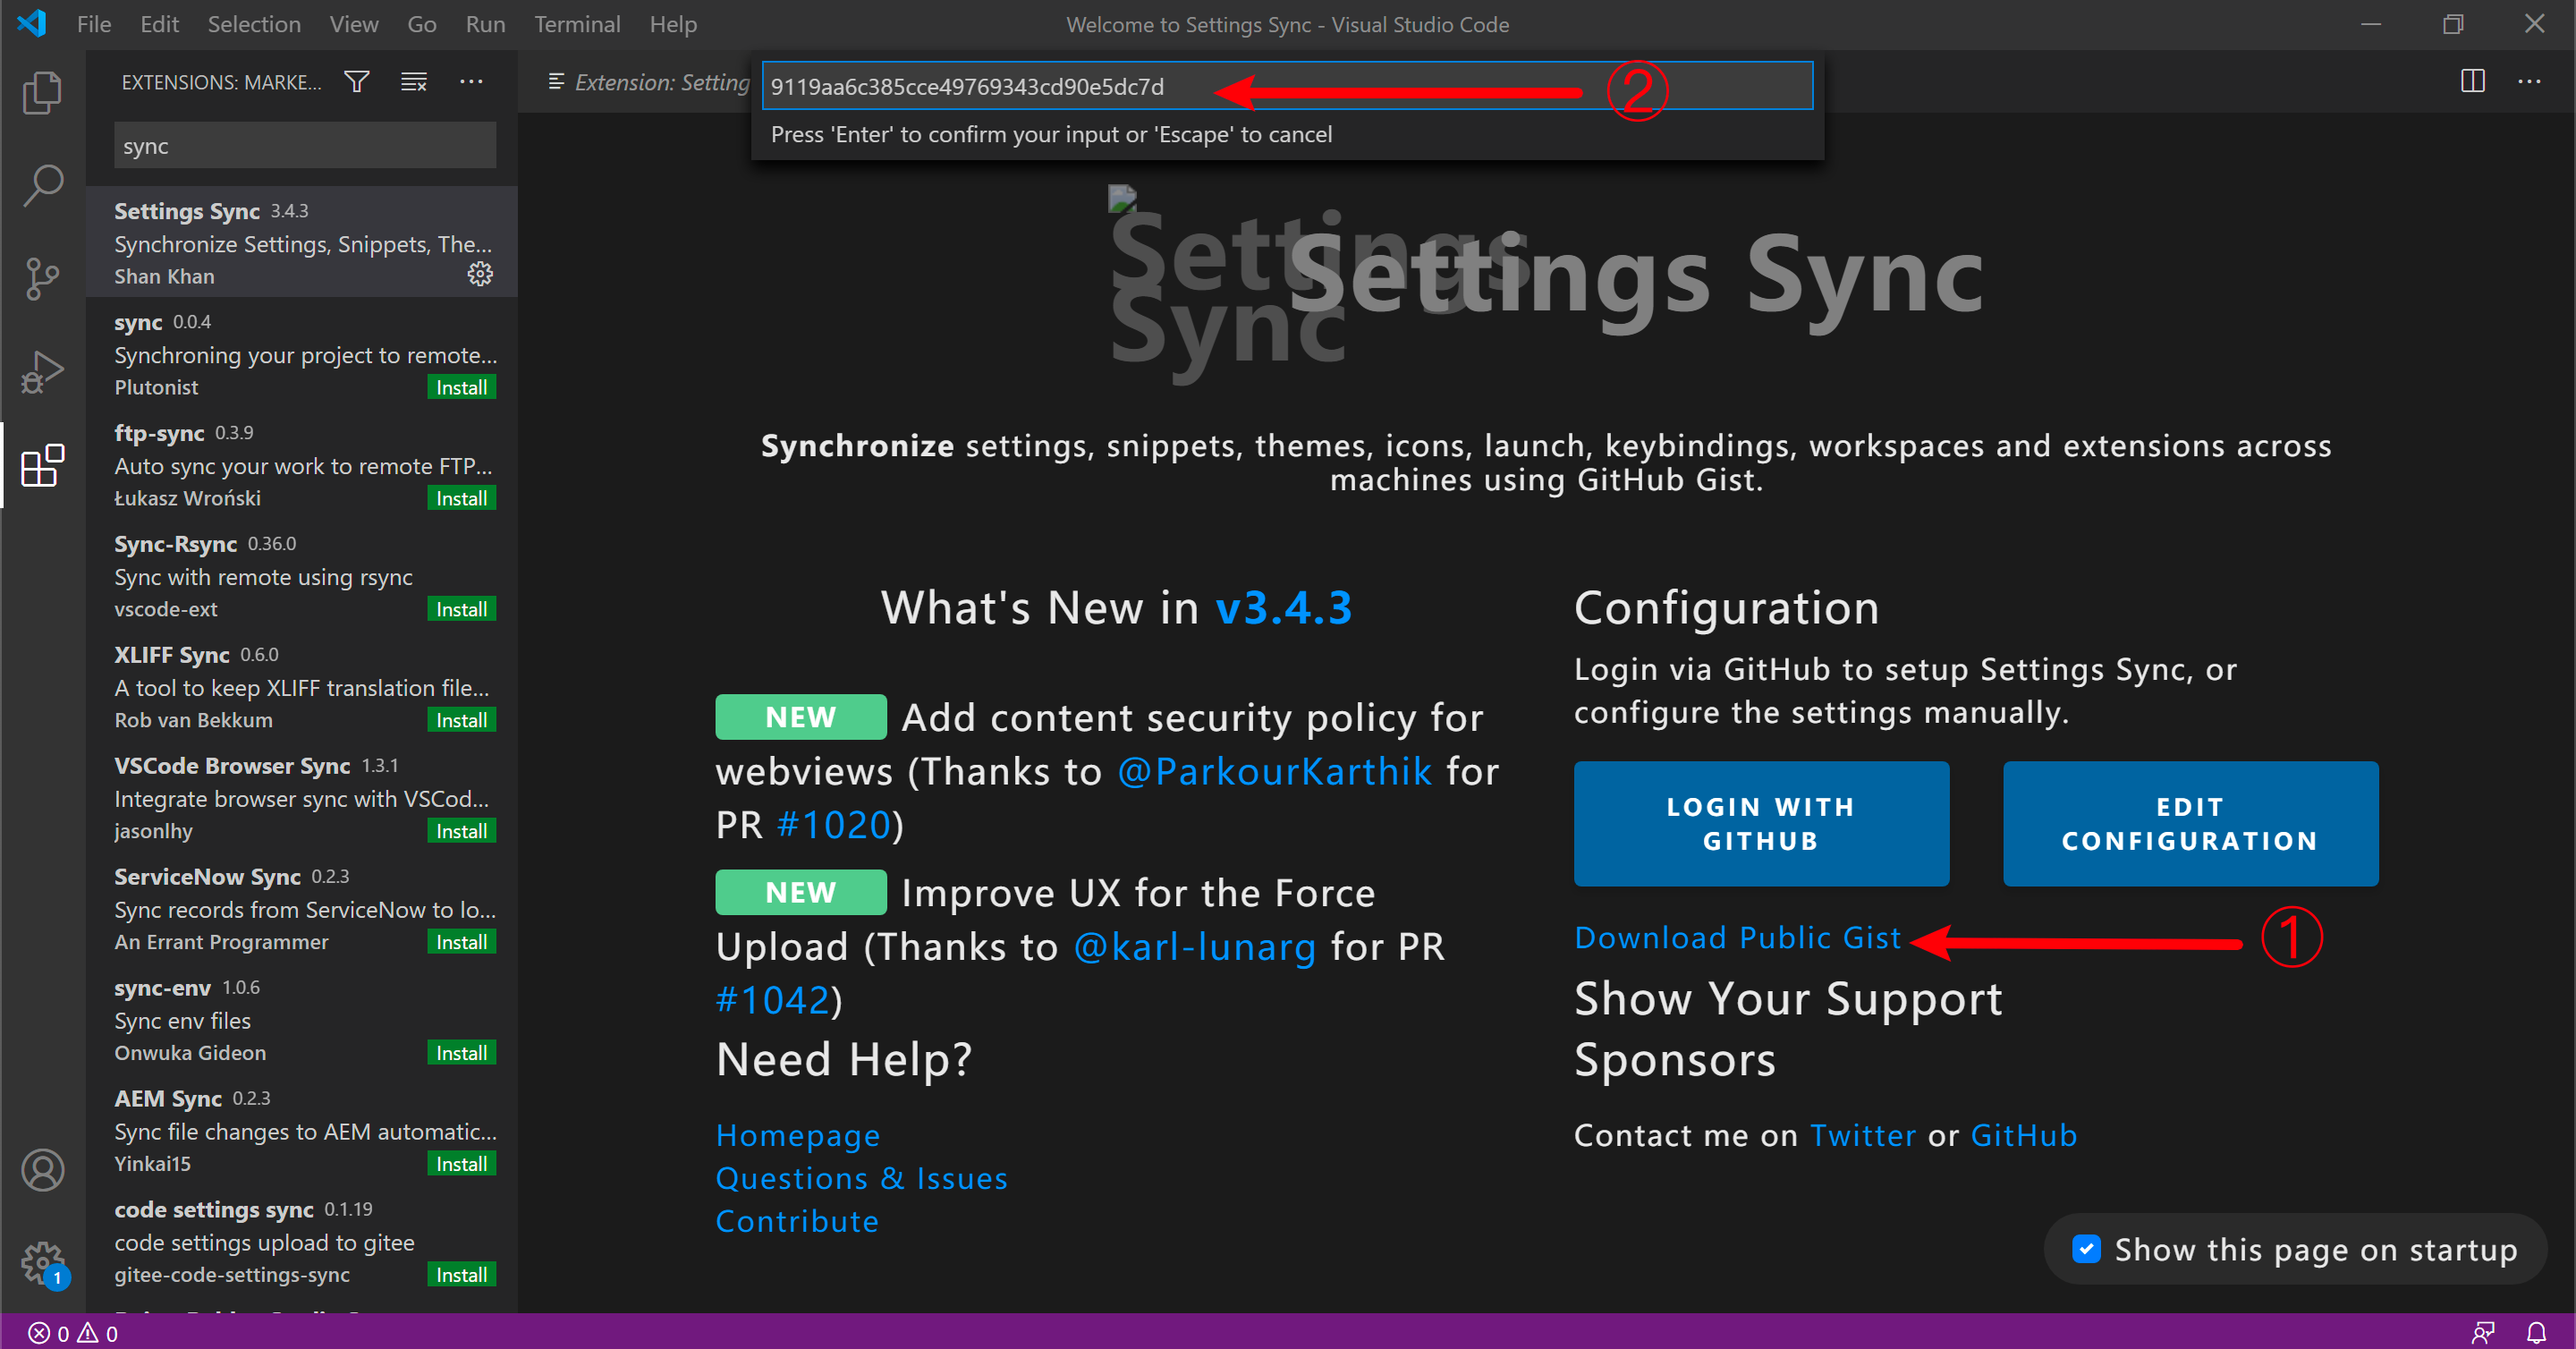 File Edit Selection View Go Run Terminal Help
Welcome to Settings Sync - Visual Studio Code
EXTENSIONS: MARKE...
Extension: Setting
9119aa6c385cce49769343cd90e5dc7d
②
Press 'Enter' to confirm your input or 'Escape' to cancel
sync
Settings Sync 3.4.3
Synchronize Settings, Snippets, The...
Shan Khan
sync 0.0.4
Synchroning your project to remote...
Plutonist Install
ftp-sync 0.3.9
Auto sync your work to remote FTP...
Łukasz Wroński Install
Sync-Rsync 0.36.0
Sync with remote using rsync
vscode-ext Install
XLIFF Sync 0.6.0
A tool to keep XLIFF translation file...
Rob van Bekkum Install
VSCode Browser Sync 1.3.1
Integrate browser sync with VSCod...
jasonlhy Install
ServiceNow Sync 0.2.3
Sync records from ServiceNow to lo...
An Errant Programmer Install
sync-env 1.0.6
Sync env files
Onwuka Gideon Install
AEM Sync 0.2.3
Sync file changes to AEM automatic...
Yinkai15 Install
code settings sync 0.1.19
code settings upload to gitee
gitee-code-settings-sync Install
Settings
Sync
Settings Sync
Synchronize settings, snippets, themes, icons, launch, keybindings, workspaces and extensions across
machines using GitHub Gist.
What's New in v3.4.3
NEW Add content security policy for
webviews (Thanks to @ParkourKarthik for
PR #1020)
NEW Improve UX for the Force
Upload (Thanks to @karl-lunarg for PR
#1042)
Need Help?
Homepage
Questions & Issues
Contribute
Configuration
Login via GitHub to setup Settings Sync, or
configure the settings manually.
LOGIN WITH
GITHUB
EDIT
CONFIGURATION
Download Public Gist
①
Show Your Support
Sponsors
Contact me on Twitter or GitHub
Show this page on startup
1
0 0